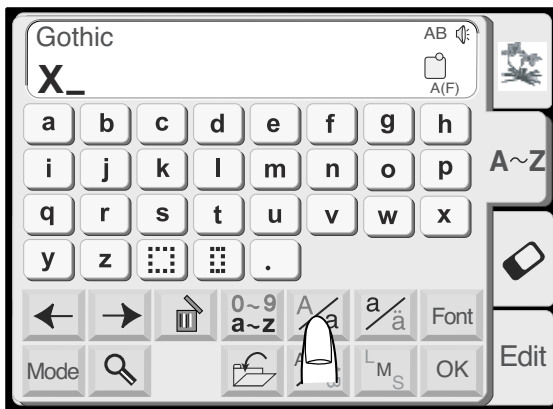 Gothic
AB
X_
A(F)
a b c d e f g h
i j k l m n o p
q r s t u v w x
y z .
A~Z
0~9
a~z
A/a
a/ä
Font
Mode
L M S
OK
Edit